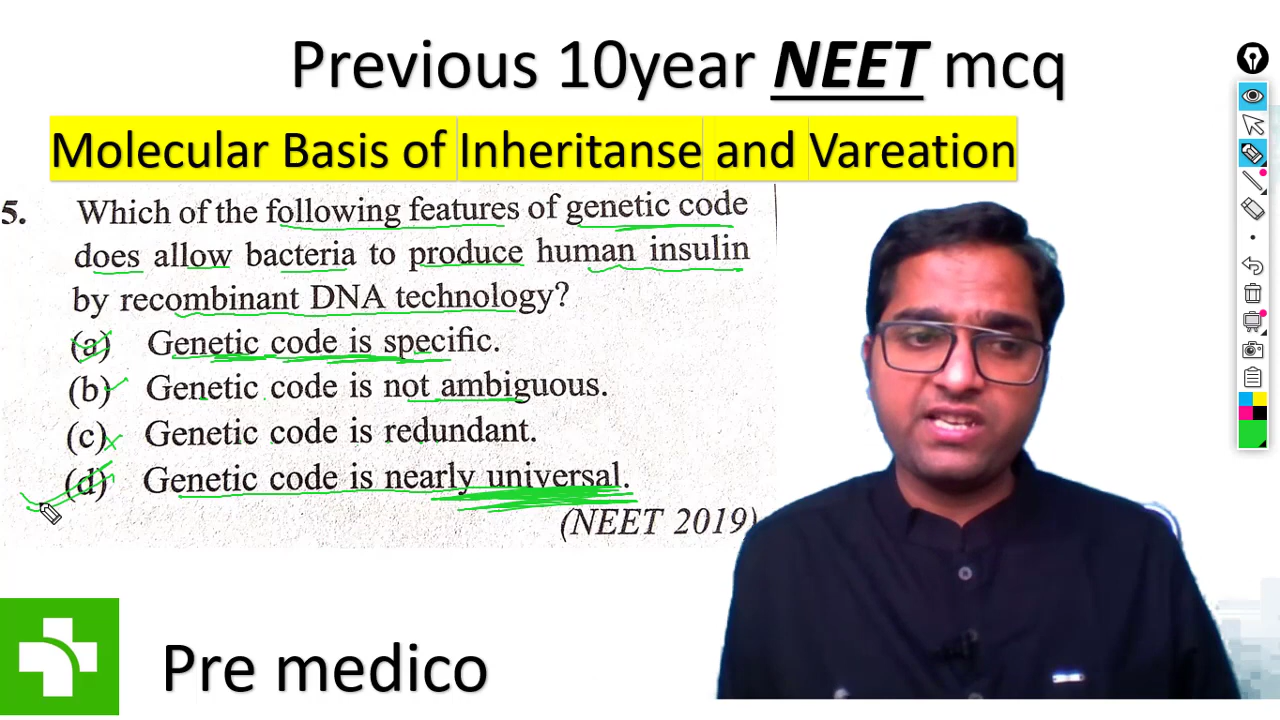 Previous 10year NEET mcq
Molecular Basis of Inheritanse and Vareation
5. Which of the following features of genetic code
does allow bacteria to produce human insulin
by recombinant DNA technology?
(a) Genetic code is specific.
(b) Genetic code is not ambiguous.
(c) Genetic code is redundant.
(d) Genetic code is nearly universal.
(NEET 2019)
Pre medico